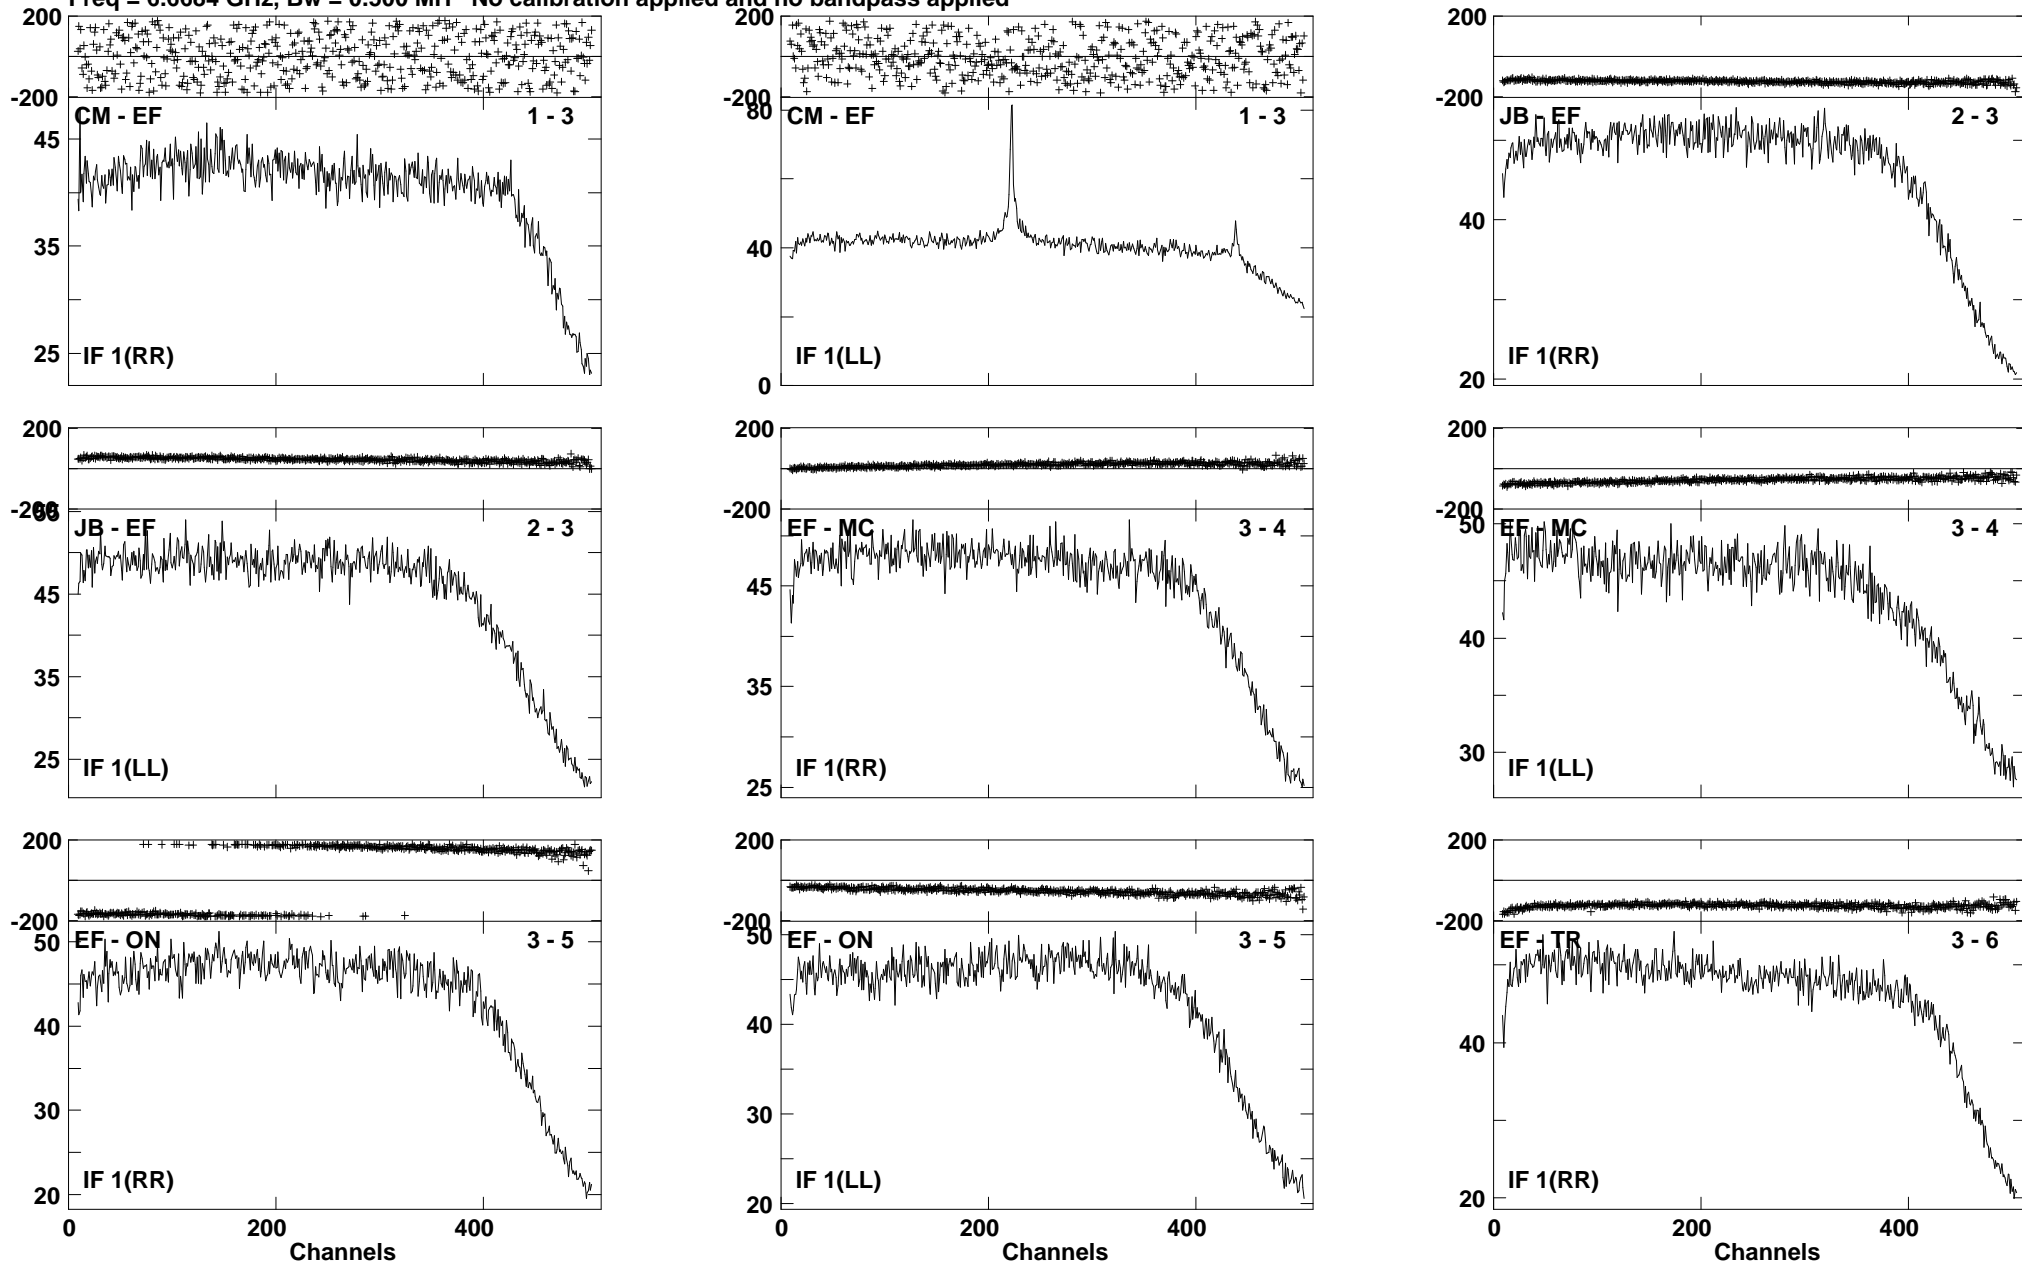 Freq = 6.6684 GHz, Bw = 0.500 MH No calibration applied and no bandpass applied
200
-200
CM - EF 1 - 3
45
35
25
IF 1(RR)
-200
80
CM - EF 1 - 3
40
0
IF 1(LL)
200
-200
JB - EF 2 - 3
40
20
IF 1(RR)
200
-200
55
JB - EF 2 - 3
45
35
25
IF 1(LL)
200
-200
EF - MC 3 - 4
45
35
25
IF 1(RR)
200
-200
50
EF - MC 3 - 4
40
30
IF 1(LL)
200
-200
EF - ON 3 - 5
50
40
30
20
IF 1(RR)
0 200 400
Channels
200
-200
50
EF - ON 3 - 5
40
30
20
IF 1(LL)
0 200 400
Channels
200
-200
EF - TR 3 - 6
40
20
IF 1(RR)
0 200 400
Channels